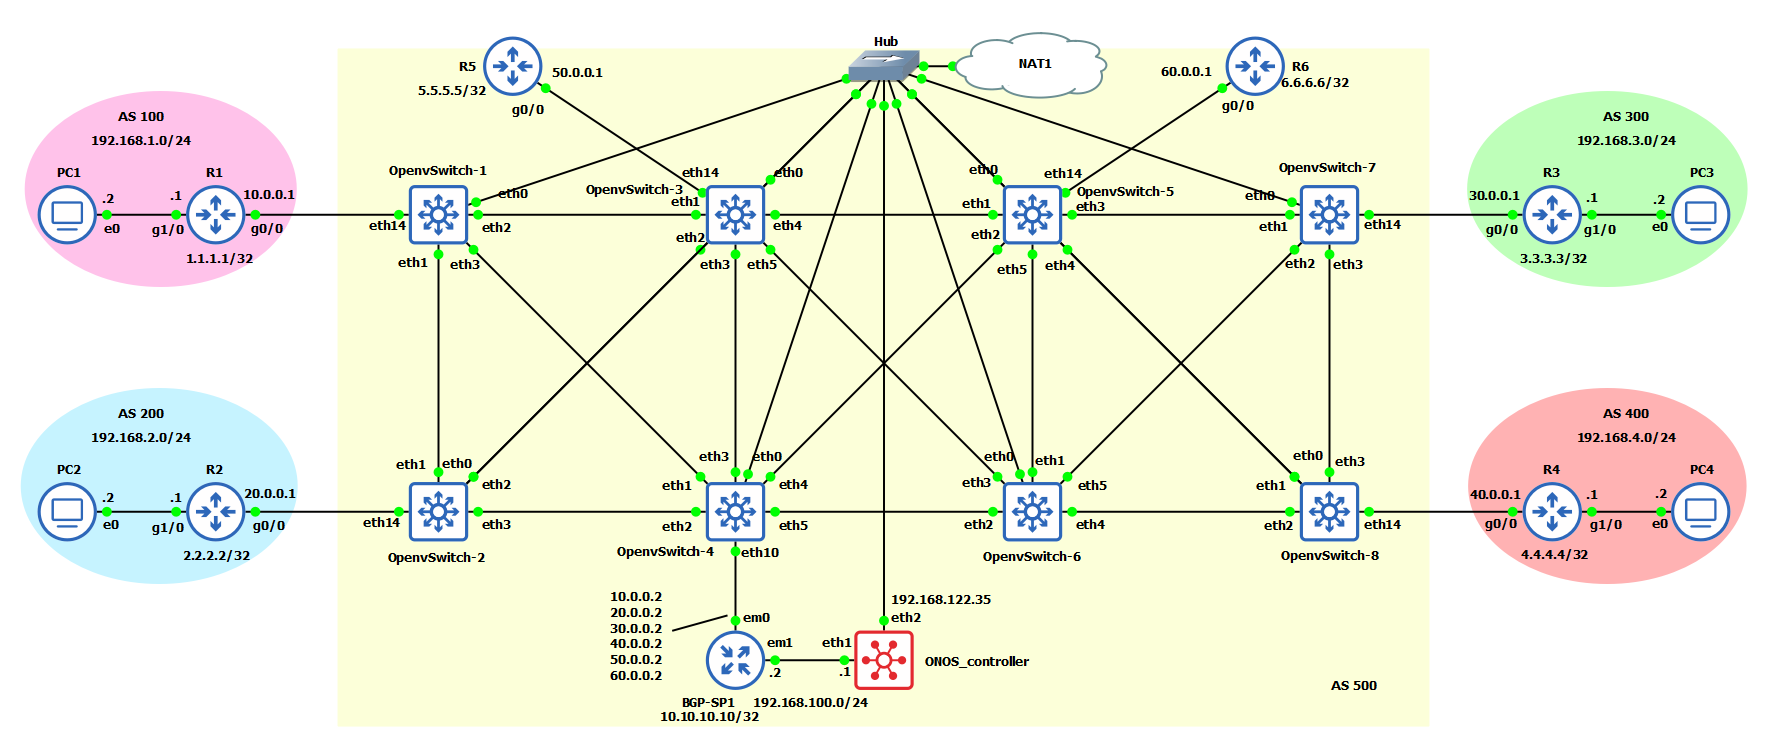 Hub
NAT1
R5
50.0.0.1
5.5.5.5/32
g0/0
60.0.0.1
R6
6.6.6.6/32
g0/0
AS 100
192.168.1.0/24
PC1
R1
.2
e0
.1
g1/0
10.0.0.1
g0/0
1.1.1.1/32
OpenvSwitch-1
eth0
eth14
eth2
eth1
eth3
OpenvSwitch-3
eth14
eth0
eth1
eth4
eth2
eth3
eth5
eth0
eth14
OpenvSwitch-5
eth1
eth3
eth2
eth5
eth4
OpenvSwitch-7
eth0
eth1
eth14
eth2
eth3
AS 300
192.168.3.0/24
R3
PC3
30.0.0.1
g0/0
.1
g1/0
.2
e0
3.3.3.3/32
AS 200
192.168.2.0/24
PC2
R2
.2
e0
.1
g1/0
20.0.0.1
g0/0
2.2.2.2/32
eth1
eth0
eth2
eth14
eth3
OpenvSwitch-2
eth3
eth0
eth1
eth4
eth2
eth5
OpenvSwitch-4
eth10
eth0
eth1
eth3
eth5
eth2
eth4
OpenvSwitch-6
eth0
eth3
eth1
eth2
eth14
OpenvSwitch-8
AS 400
192.168.4.0/24
R4
PC4
40.0.0.1
g0/0
.1
g1/0
.2
e0
4.4.4.4/32
10.0.0.2
20.0.0.2
30.0.0.2
40.0.0.2
50.0.0.2
60.0.0.2
em0
em1
.2
BGP-SP1
10.10.10.10/32
192.168.100.0/24
192.168.122.35
eth2
eth1
.1
ONOS_controller
AS 500